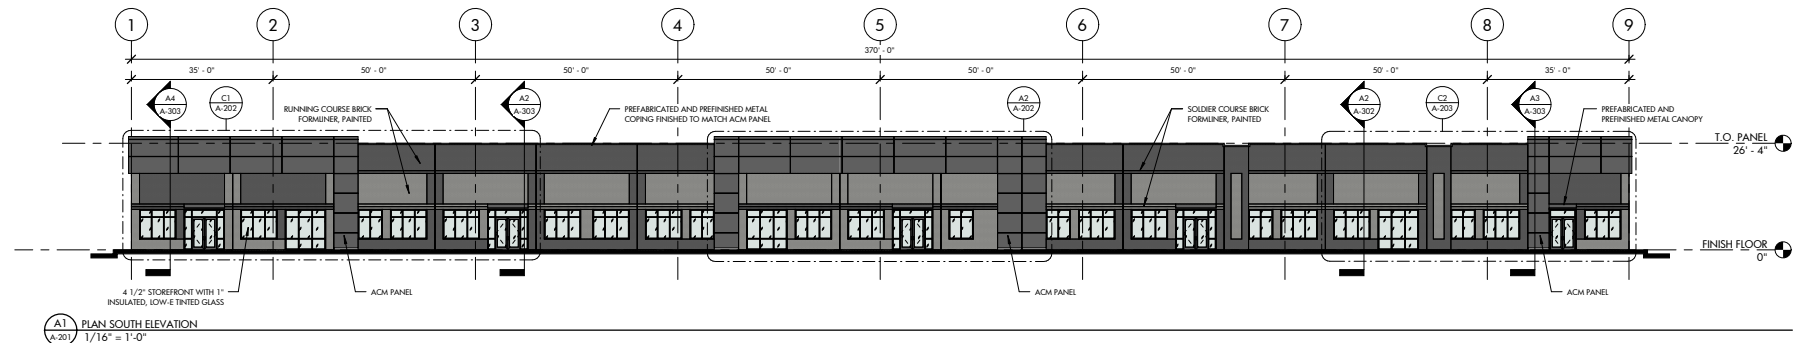 1 2 3 4 5 6 7 8 9
370' - 0"
35' - 0" 50' - 0" 50' - 0" 50' - 0" 50' - 0" 50' - 0" 50' - 0" 35' - 0"
A4
A-303
C1
A-202
RUNNING COURSE BRICK
FORMLINER, PAINTED
A2
A-303
PREFABRICATED AND PREFINISHED METAL
COPING FINISHED TO MATCH ACM PANEL
A2
A-202
SOLDIER COURSE BRICK
FORMLINER, PAINTED
A2
A-302
C2
A-203
A3
A-303
PREFABRICATED AND
PREFINISHED METAL CANOPY
T.O. PANEL
26' - 4"
FINISH FLOOR
0"
4 1/2" STOREFRONT WITH 1"
INSULATED, LOW-E TINTED GLASS
ACM PANEL
ACM PANEL
ACM PANEL
A1
A-201
PLAN SOUTH ELEVATION
1/16" = 1'-0"